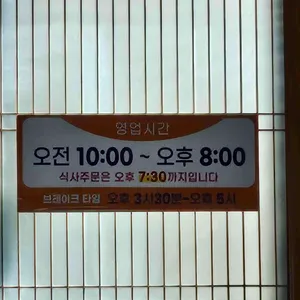 영업시간
오전 10:00 ~ 오후 8:00
식사주문은 오후 7:30까지입니다
브레이크 타임 오후 3시30분~오후 5시